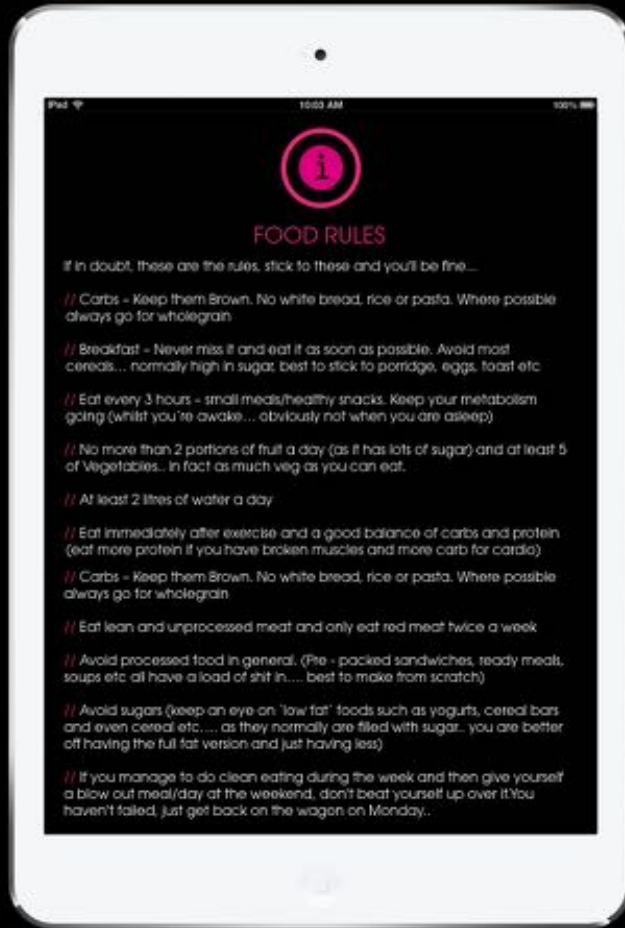 iPad
10:03 AM
100%
i
FOOD RULES
If in doubt, these are the rules, stick to these and you'll be fine....
// Carbs – Keep them Brown. No white bread, rice or pasta. Where possible
always go for wholegrain
// Breakfast – Never miss it and eat it as soon as possible. Avoid most
cereals... normally high in sugar, best to stick to porridge, eggs, toast etc
// Eat every 3 hours – small meals/healthy snacks. Keep your metabolism
going (whilst you're awake... obviously not when you are asleep)
// No more than 2 portions of fruit a day (as it has lots of sugar) and at least 5
of Vegetables.. In fact as much veg as you can eat.
// At least 2 litres of water a day
// Eat immediately after exercise and a good balance of carbs and protein
(eat more protein if you have broken muscles and more carb for cardio)
// Carbs – Keep them Brown. No white bread, rice or pasta. Where possible
always go for wholegrain
// Eat lean and unprocessed meat and only eat red meat twice a week
// Avoid processed food in general. (Pre - packed sandwiches, ready meals,
soups etc all have a load of shit in.... best to make from scratch)
// Avoid sugars (keep an eye on 'low fat' foods such as yogurts, cereal bars
and even cereal etc.... as they normally are filled with sugar.. you are better
off having the full fat version and just having less)
// If you manage to do clean eating during the week and then give yourself
a blow out meal/day at the weekend, don't beat yourself up over it.You
haven't failed, just get back on the wagon on Monday..